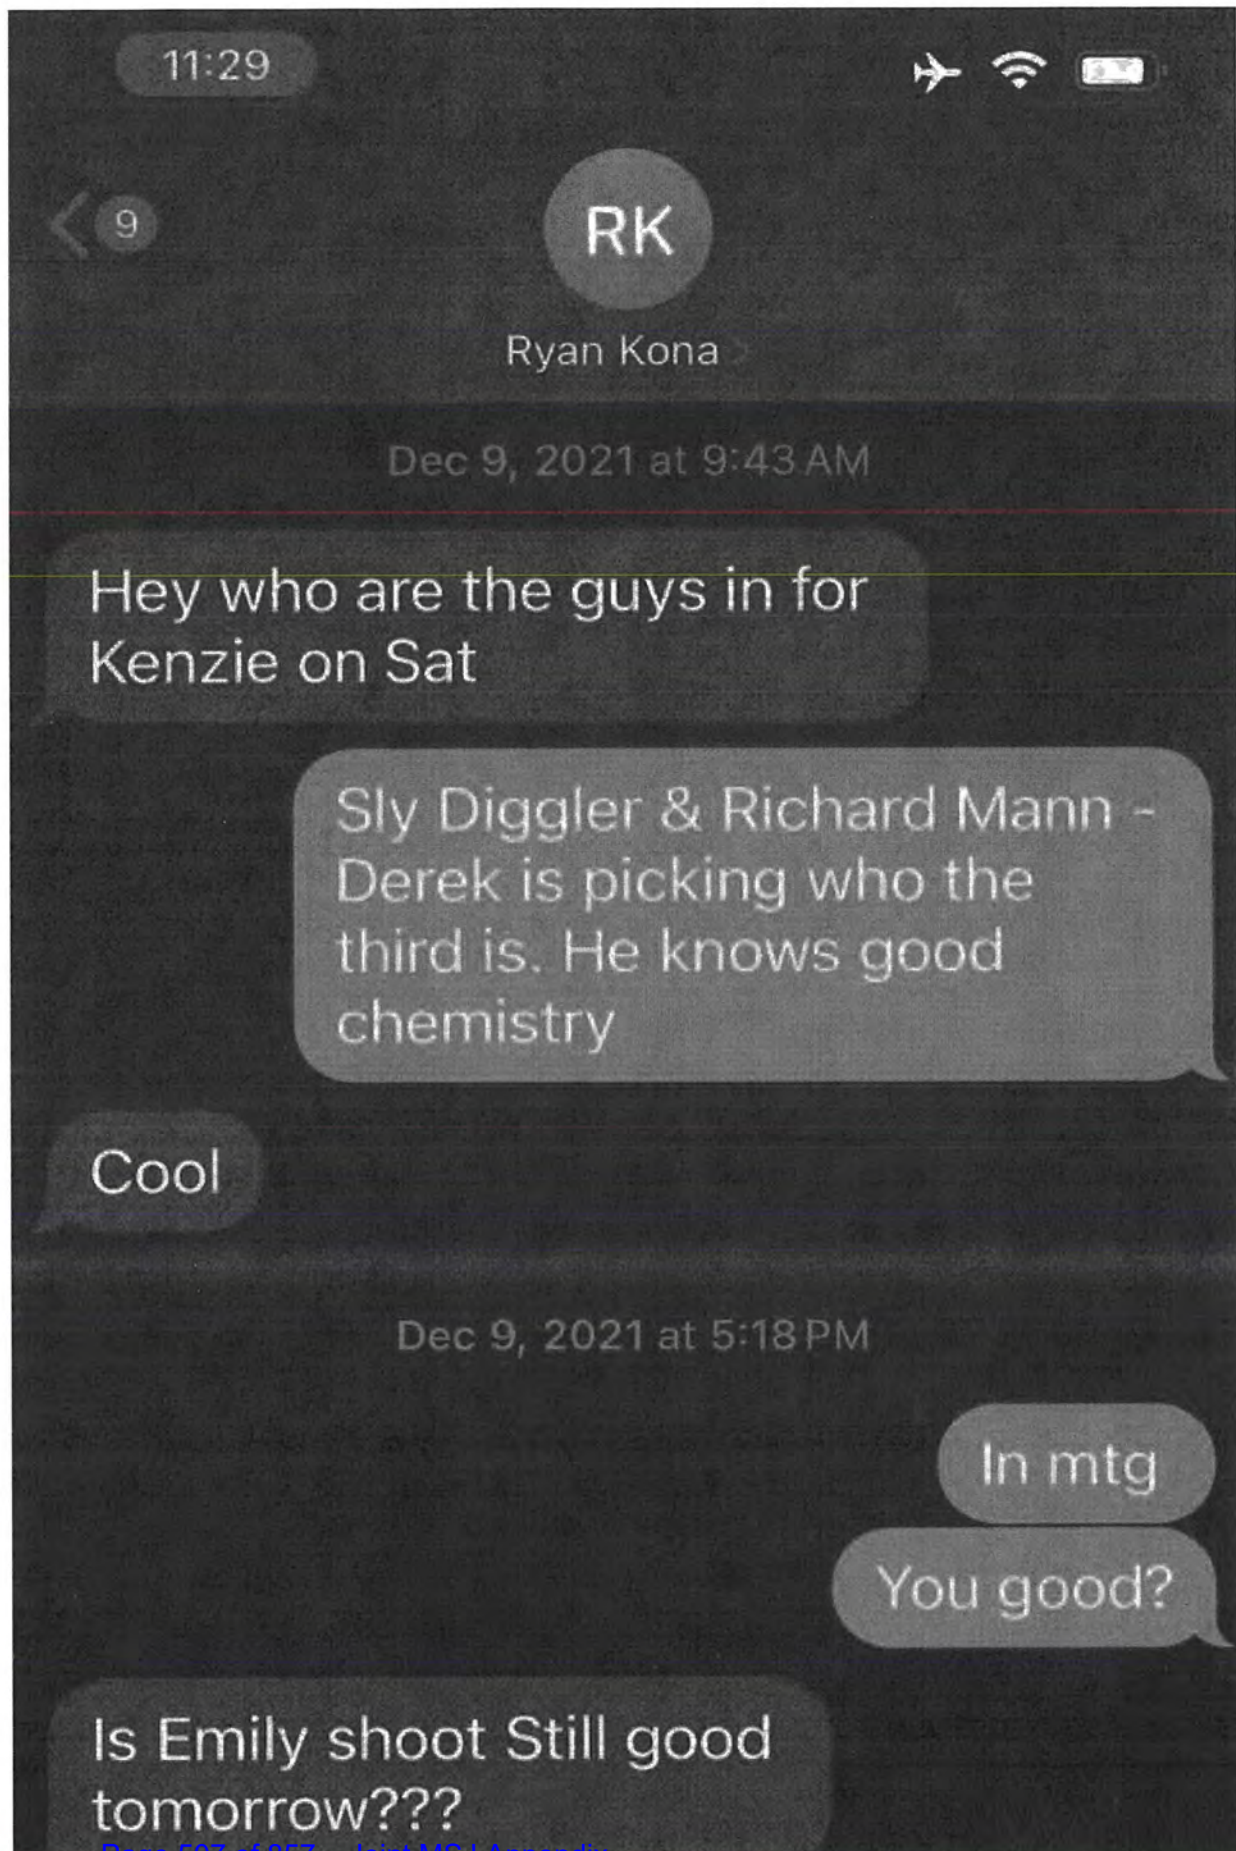 11:29
9
RK
Ryan Kona
Dec 9, 2021 at 9:43 AM
Hey who are the guys in for
Kenzie on Sat
Sly Diggler & Richard Mann -
Derek is picking who the
third is. He knows good
chemistry
Cool
Dec 9, 2021 at 5:18 PM
In mtg
You good?
Is Emily shoot Still good
tomorrow???